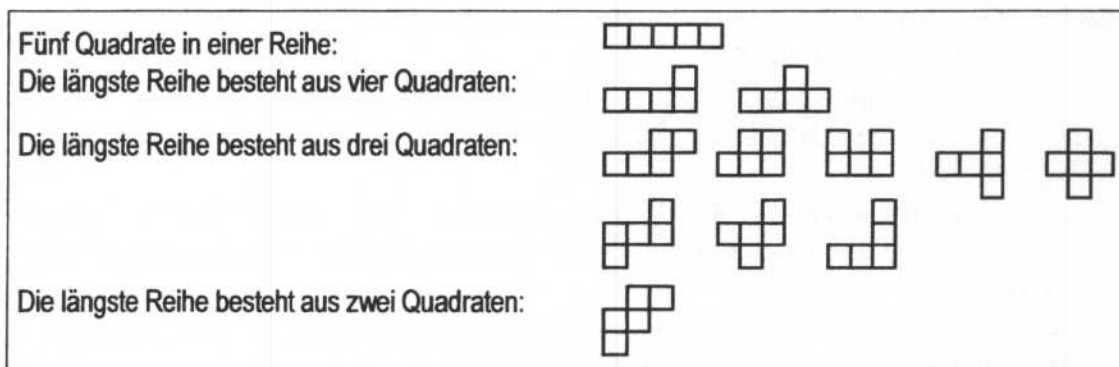 Fünf Quadrate in einer Reihe:
Die längste Reihe besteht aus vier Quadraten:
Die längste Reihe besteht aus drei Quadraten:
Die längste Reihe besteht aus zwei Quadraten: